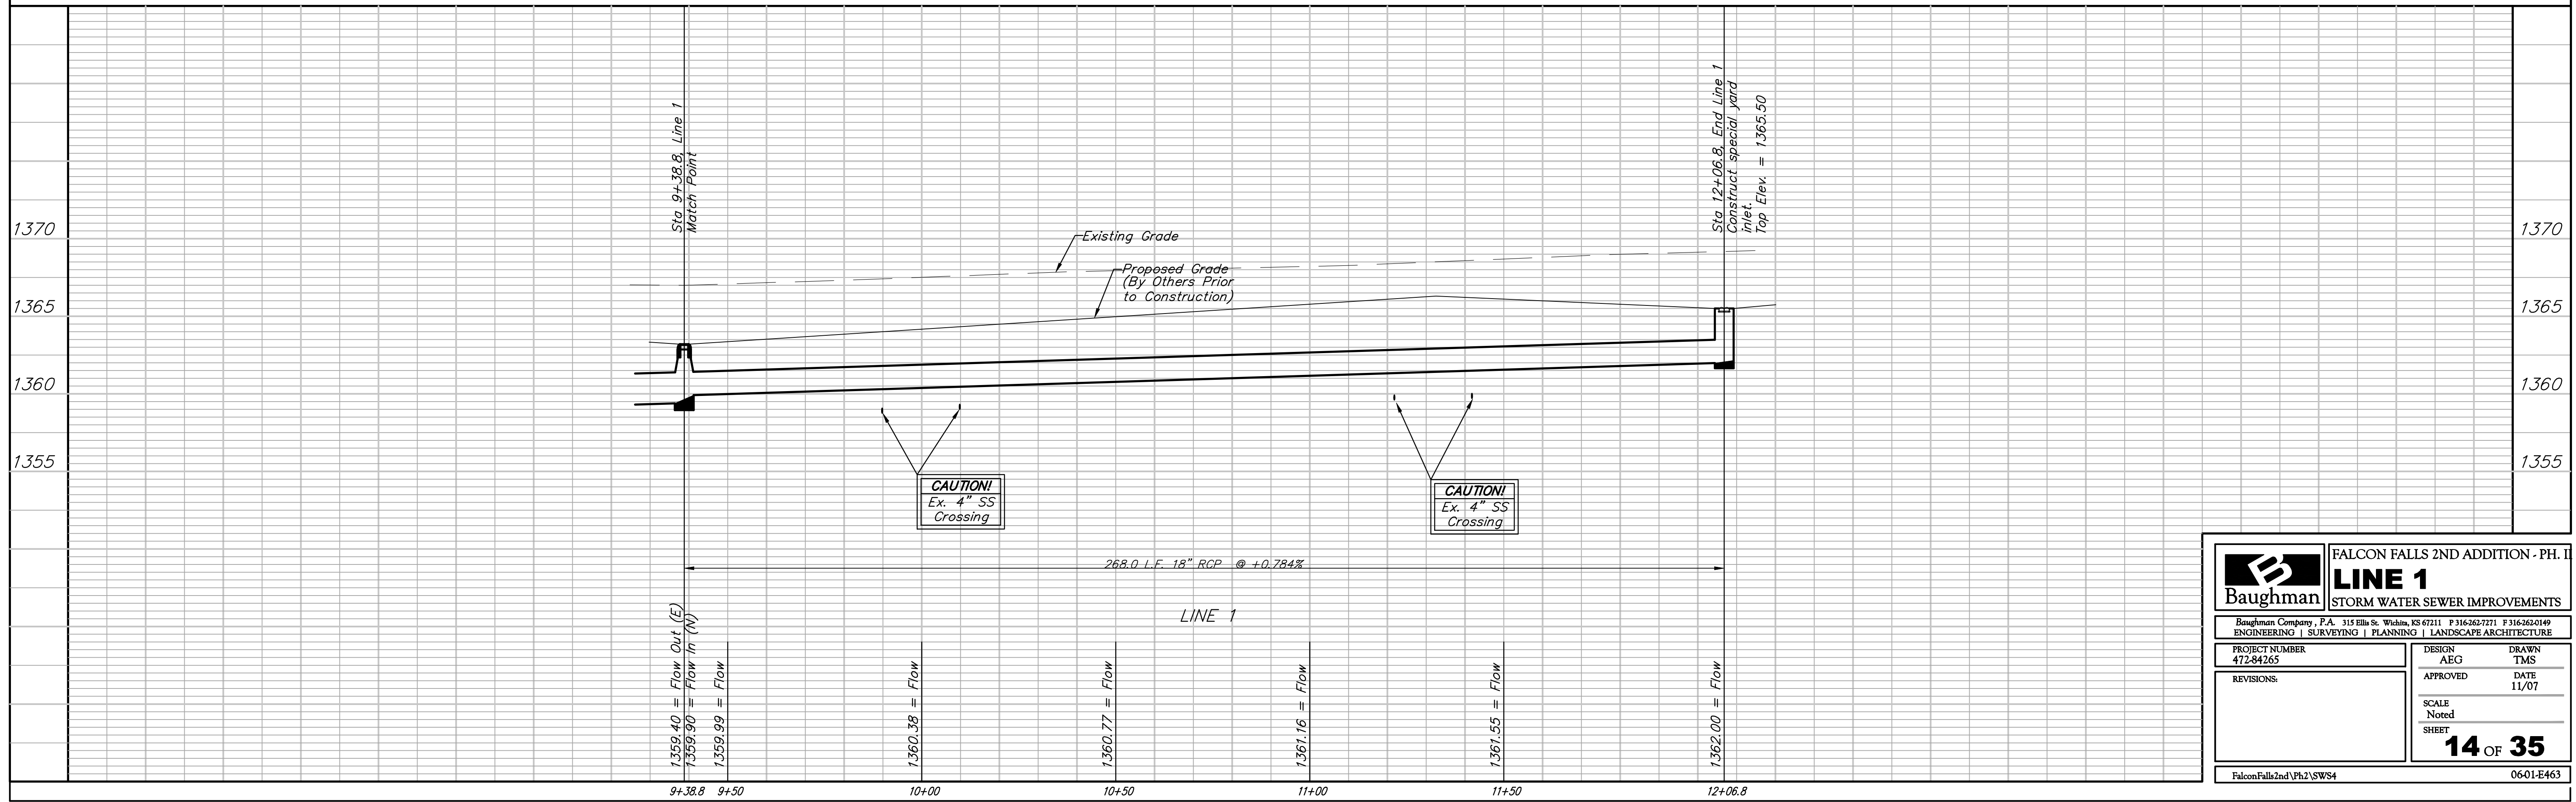 Sta 9+38.8, Line 1
Match Point
Sta 12+06.8, End Line 1
Construct special yard
inlet.
Top Elev. = 1365.50
1370
1365
1360
1355
1370
1365
1360
1355
Existing Grade
Proposed Grade
(By Others Prior
to Construction)
CAUTION!
Ex. 4" SS
Crossing
CAUTION!
Ex. 4" SS
Crossing
268.0 L.F. 18" RCP @ +0.784%
LINE 1
1359.40 = Flow Out (E)
1359.90 = Flow In (N)
1359.99 = Flow
1360.38 = Flow
1360.77 = Flow
1361.16 = Flow
1361.55 = Flow
1362.00 = Flow
9+38.8
9+50
10+00
10+50
11+00
11+50
12+06.8
Baughman
FALCON FALLS 2ND ADDITION - PH. II
LINE 1
STORM WATER SEWER IMPROVEMENTS
Baughman Company, P.A. 315 Ellis St. Wichita, KS 67211 P 316-262-7271 F 316-262-0149
ENGINEERING | SURVEYING | PLANNING | LANDSCAPE ARCHITECTURE
PROJECT NUMBER
472-84265
DESIGN
AEG
DRAWN
TMS
REVISIONS:
APPROVED
DATE
11/07
SCALE
Noted
SHEET
14 OF 35
FalconFalls2nd\Ph2\SWS4
06-01-E463